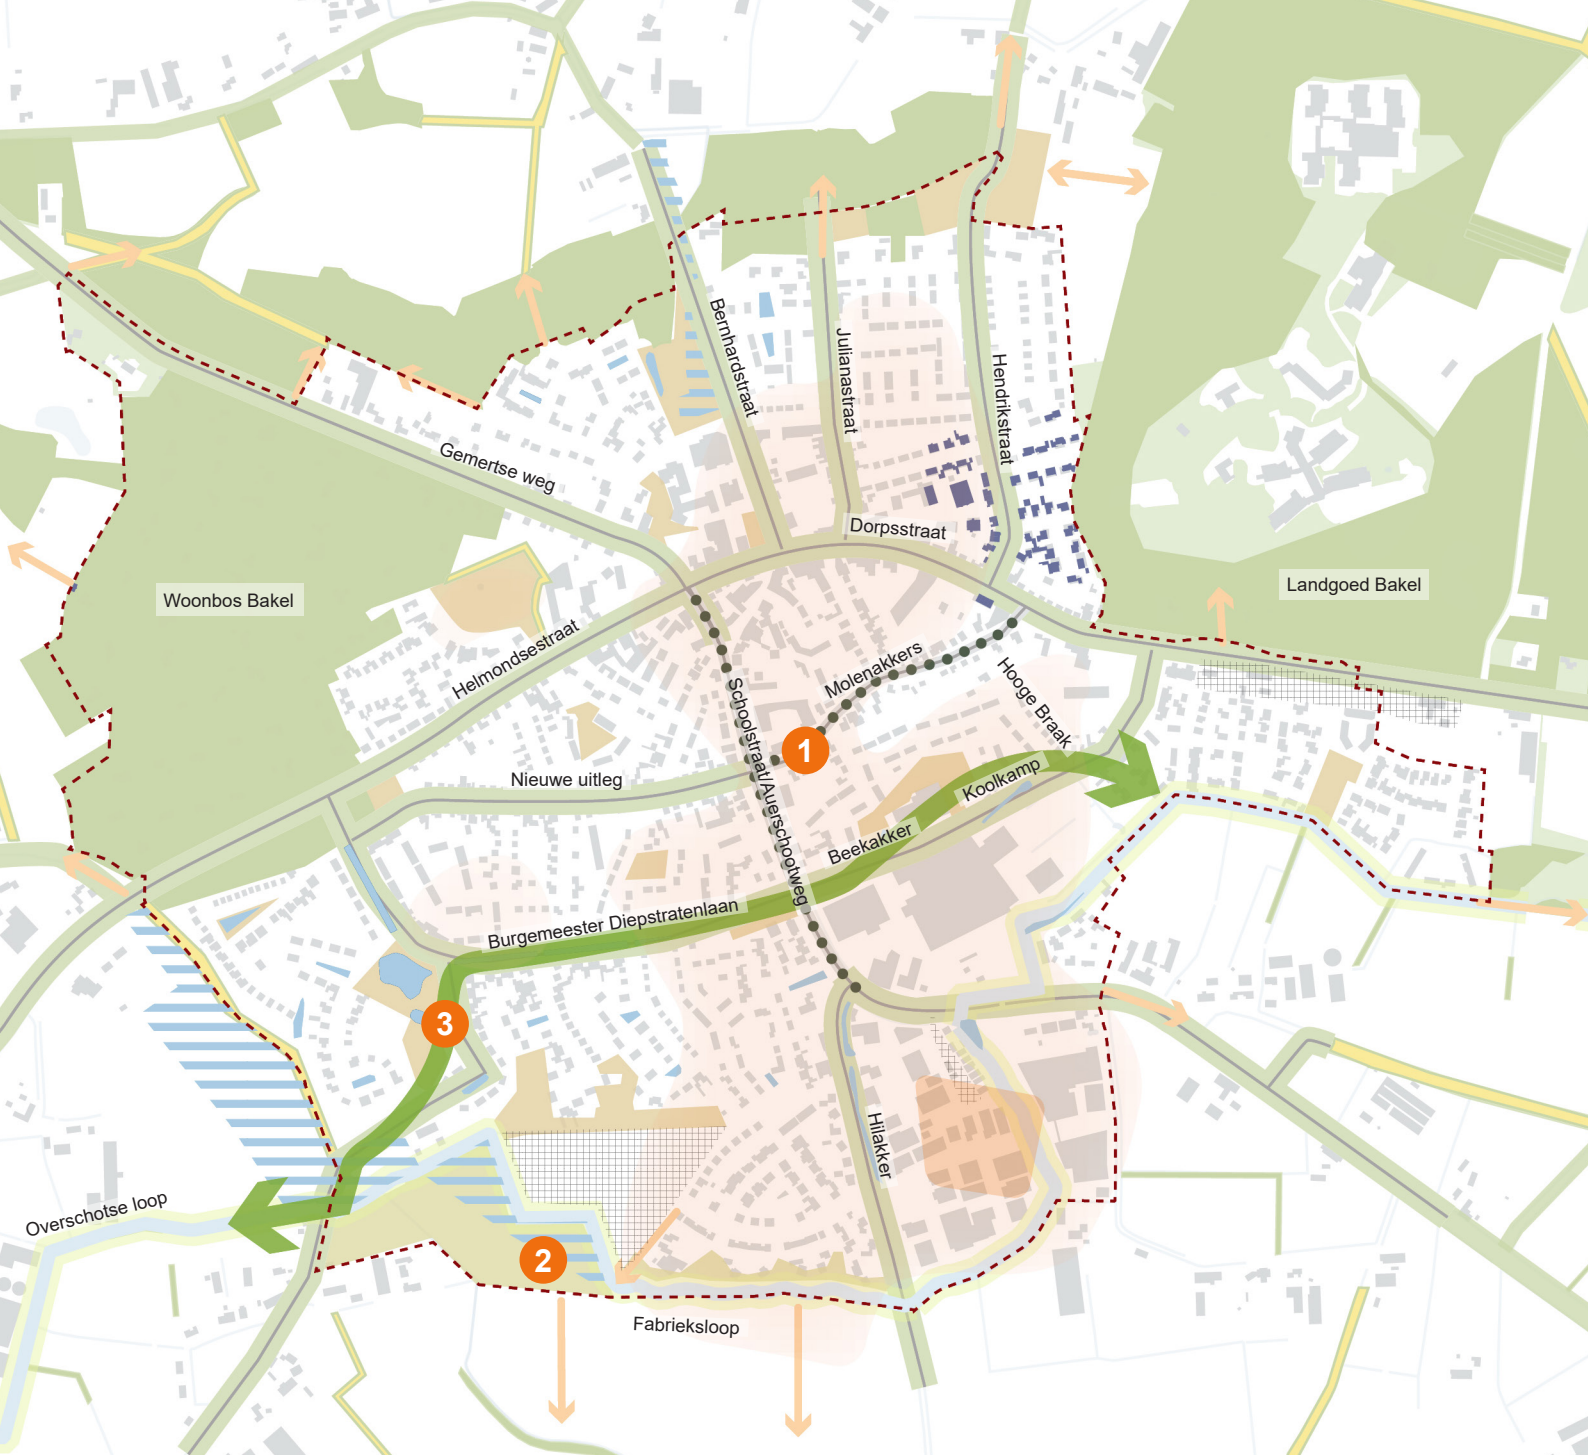 Bernhardstraat
Julianastraat
Hendrikstraat
Gemertse weg
Dorpsstraat
Woonbos Bakel
Landgoed Bakel
Helmondsestraat
Molenakkers
Hooge Braak
Schoolstraat/Auerschootweg
1
Nieuwe uitleg
Koolkamp
Beekakker
Burgemeester Diepstratenlaan
3
Hilakker
Overschotse loop
2
Fabrieksloop